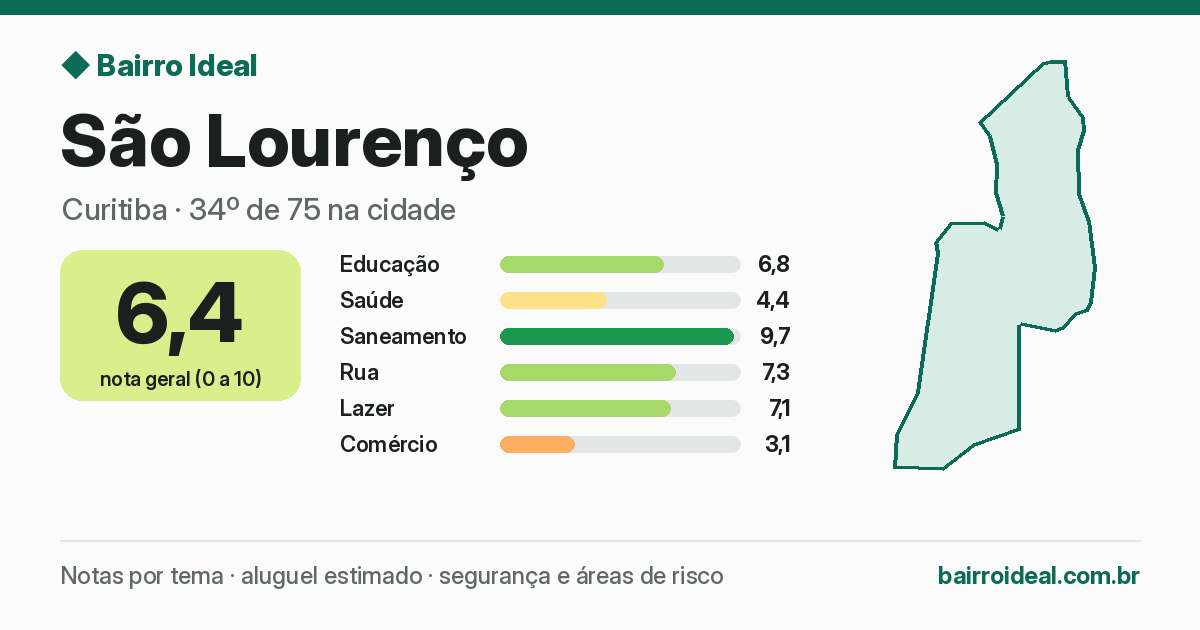 Bairro Ideal
São Lourenço
Curitiba · 34º de 75 na cidade
6,4
nota geral (0 a 10)
Educação 6,8
Saúde 4,4
Saneamento 9,7
Rua 7,3
Lazer 7,1
Comércio 3,1
Notas por tema · aluguel estimado · segurança e áreas de risco
bairroideal.com.br